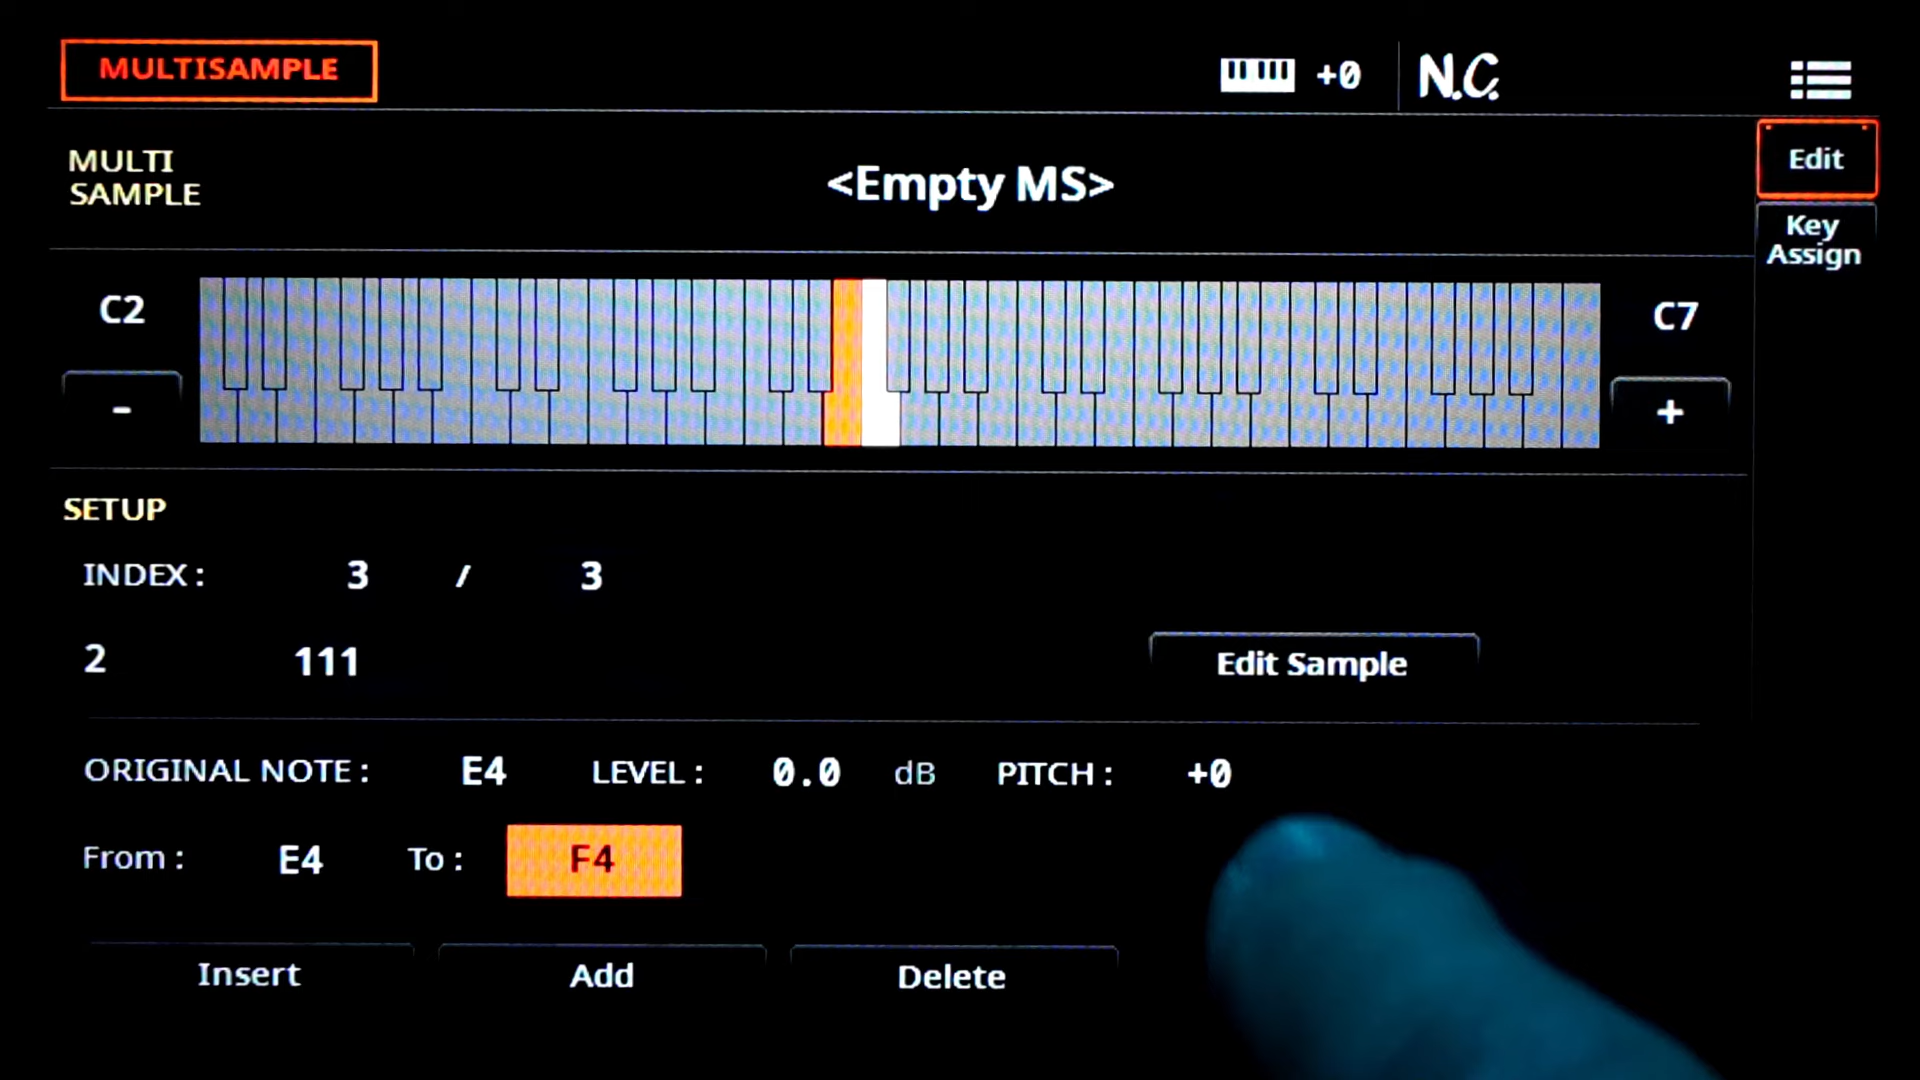 MULTISAMPLE
+0
N.C.
Edit
Key
Assign
MULTI
SAMPLE
<Empty MS>
C2
C7
-
+
SETUP
INDEX : 3 / 3
2 111
Edit Sample
ORIGINAL NOTE : E4 LEVEL : 0.0 dB PITCH : +0
From : E4 To : F4
Insert Add Delete